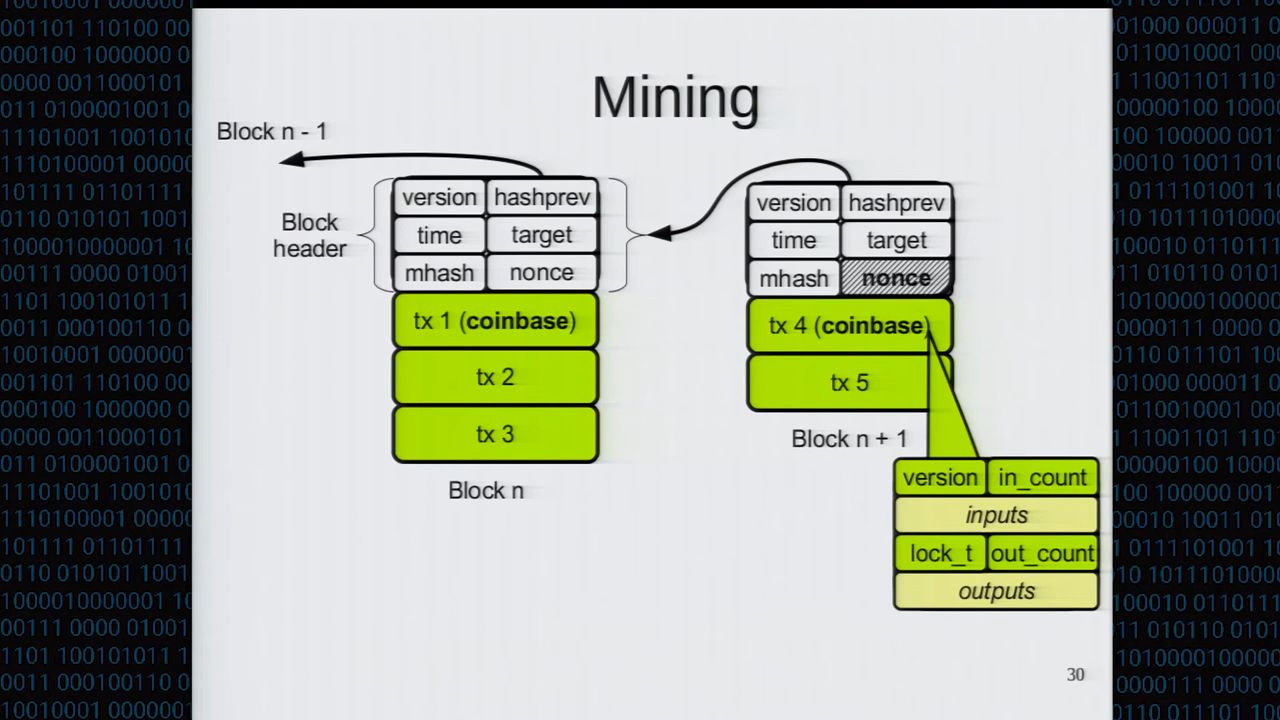 Mining
Block n - 1
Block
header
version hashprev
time target
mhash nonce
tx 1 (coinbase)
tx 2
tx 3
Block n
version hashprev
time target
mhash nonce
tx 4 (coinbase)
tx 5
Block n + 1
version in_count
inputs
lock_t out_count
outputs
30